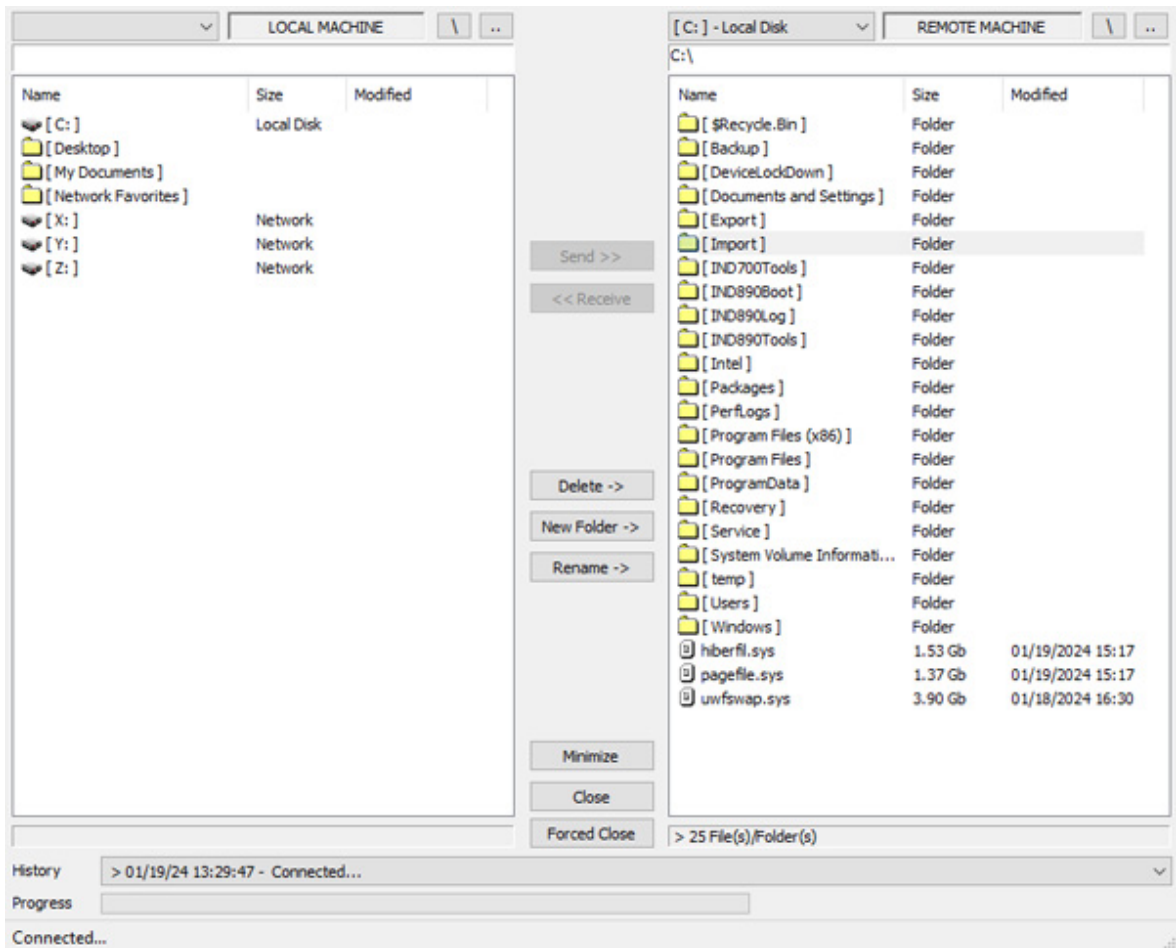 LOCAL MACHINE \ ..
Name Size Modified
[ C: ] Local Disk
[ Desktop ]
[ My Documents ]
[ Network Favorites ]
[ X: ] Network
[ Y: ] Network
[ Z: ] Network
Send >>
<< Receive
Delete ->
New Folder ->
Rename ->
Minimize
Close
Forced Close
[ C: ] - Local Disk REMOTE MACHINE \ ..
C:\
Name Size Modified
[ $Recycle.Bin ] Folder
[ Backup ] Folder
[ DeviceLockDown ] Folder
[ Documents and Settings ] Folder
[ Export ] Folder
[ Import ] Folder
[ IND700Tools ] Folder
[ IND890Boot ] Folder
[ IND890Log ] Folder
[ IND890Tools ] Folder
[ Intel ] Folder
[ Packages ] Folder
[ PerfLogs ] Folder
[ Program Files (x86) ] Folder
[ Program Files ] Folder
[ ProgramData ] Folder
[ Recovery ] Folder
[ Service ] Folder
[ System Volume Informati... Folder
[ temp ] Folder
[ Users ] Folder
[ Windows ] Folder
hiberfil.sys 1.53 Gb 01/19/2024 15:17
pagefile.sys 1.37 Gb 01/19/2024 15:17
uwfswap.sys 3.90 Gb 01/18/2024 16:30
> 25 File(s)/Folder(s)
History > 01/19/24 13:29:47 - Connected...
Progress
Connected...